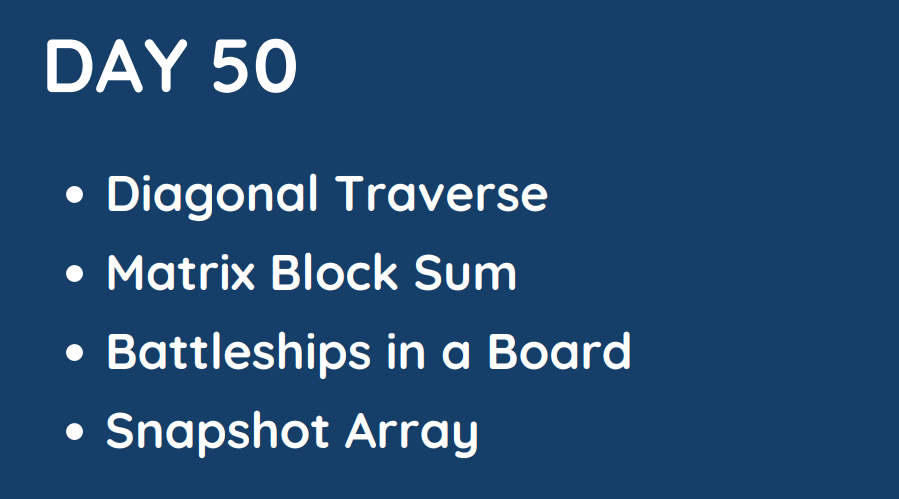 DAY 50
• Diagonal Traverse
• Matrix Block Sum
• Battleships in a Board
• Snapshot Array